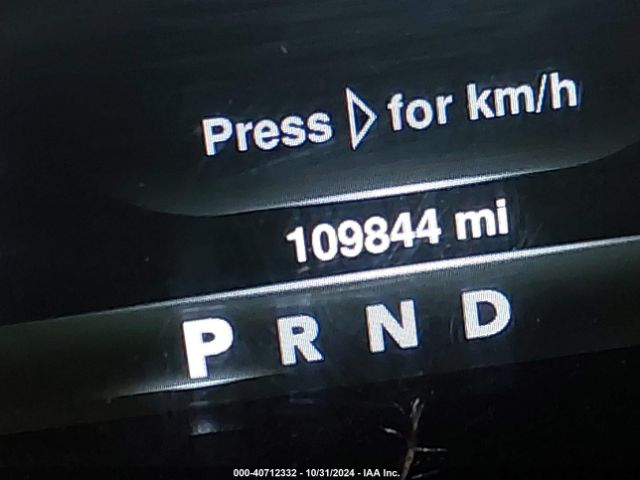 Press ▷ for km/h
109844 mi
P R N D
000-40712332 - 10/31/2024 - IAA Inc.